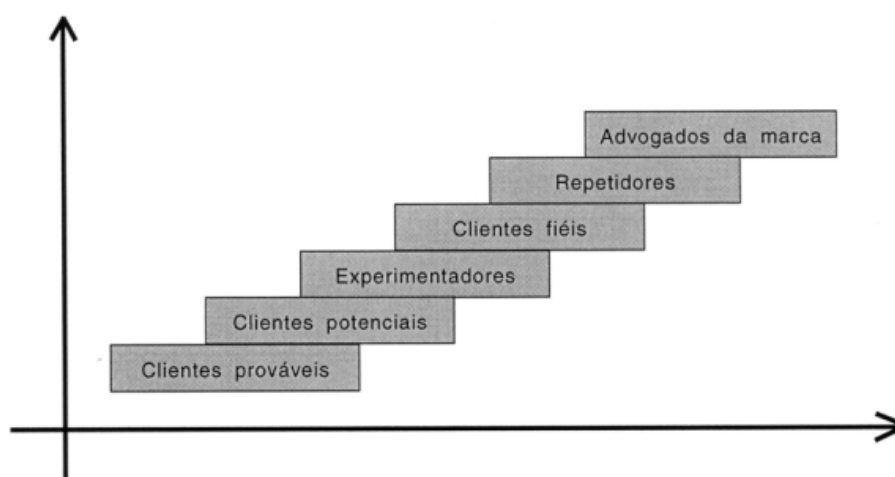 Advogados da marca
Repetidores
Clientes fiéis
Experimentadores
Clientes potenciais
Clientes prováveis